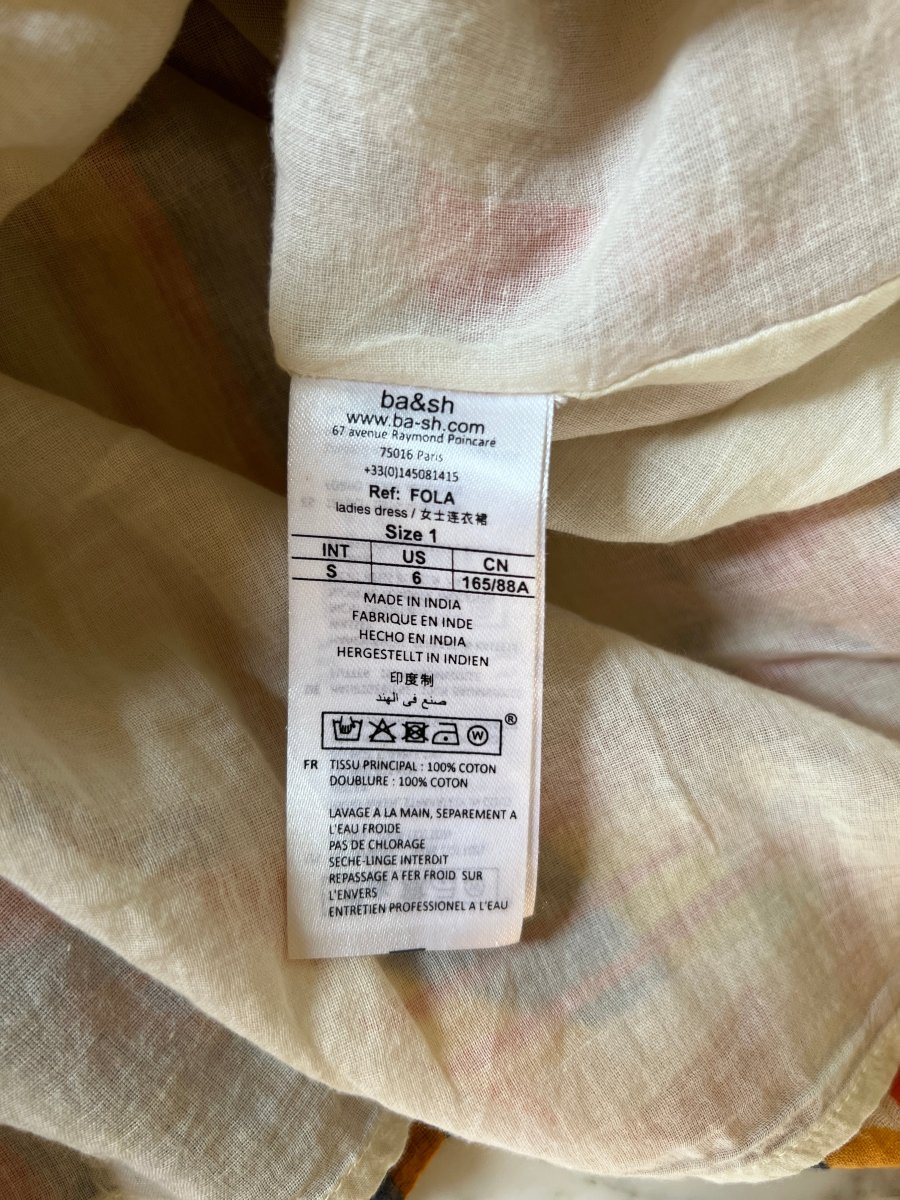 ba&sh
www.ba-sh.com
67 avenue Raymond Poincaré
75016 Paris
+33(0)145081415
Ref: FOLA
ladies dress / 女士连衣裙
Size 1
INT US CN
S 6 165/88A
MADE IN INDIA
FABRIQUE EN INDE
HECHO EN INDIA
HERGESTELLT IN INDIEN
印度制
صنع في الهند
W ®
FR TISSU PRINCIPAL : 100% COTON
DOUBLURE : 100% COTON
LAVAGE A LA MAIN, SEPAREMENT A
L'EAU FROIDE
PAS DE CHLORAGE
SECHE-LINGE INTERDIT
REPASSAGE A FER FROID SUR
L'ENVERS
ENTRETIEN PROFESSIONEL A L'EAU